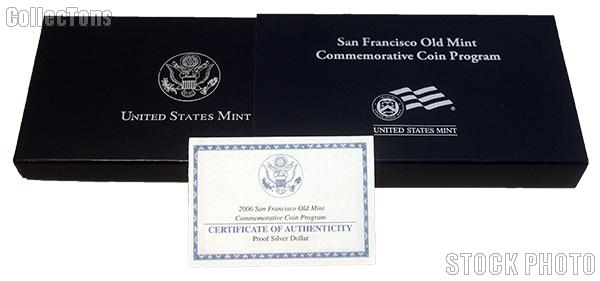 CollecTons.com
San Francisco Old Mint
Commemorative Coin Program
UNITED STATES MINT
UNITED STATES MINT
2006 San Francisco Old Mint
Commemorative Coin Program
CERTIFICATE OF AUTHENTICITY
Proof Silver Dollar
STOCK PHOTO